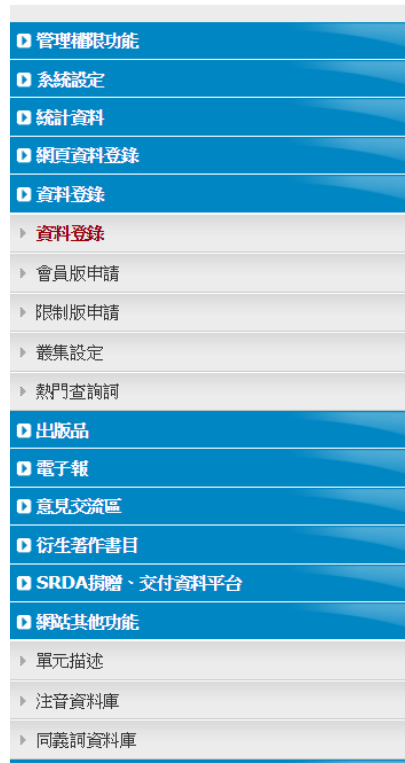 管理權限功能
系統設定
統計資料
網頁資料登錄
資料登錄
資料登錄
會員版申請
限制版申請
叢集設定
熱門查詢詞
出版品
電子報
意見交流區
衍生著作書目
SRDA捐贈、交付資料平台
網站其他功能
單元描述
注音資料庫
同義詞資料庫